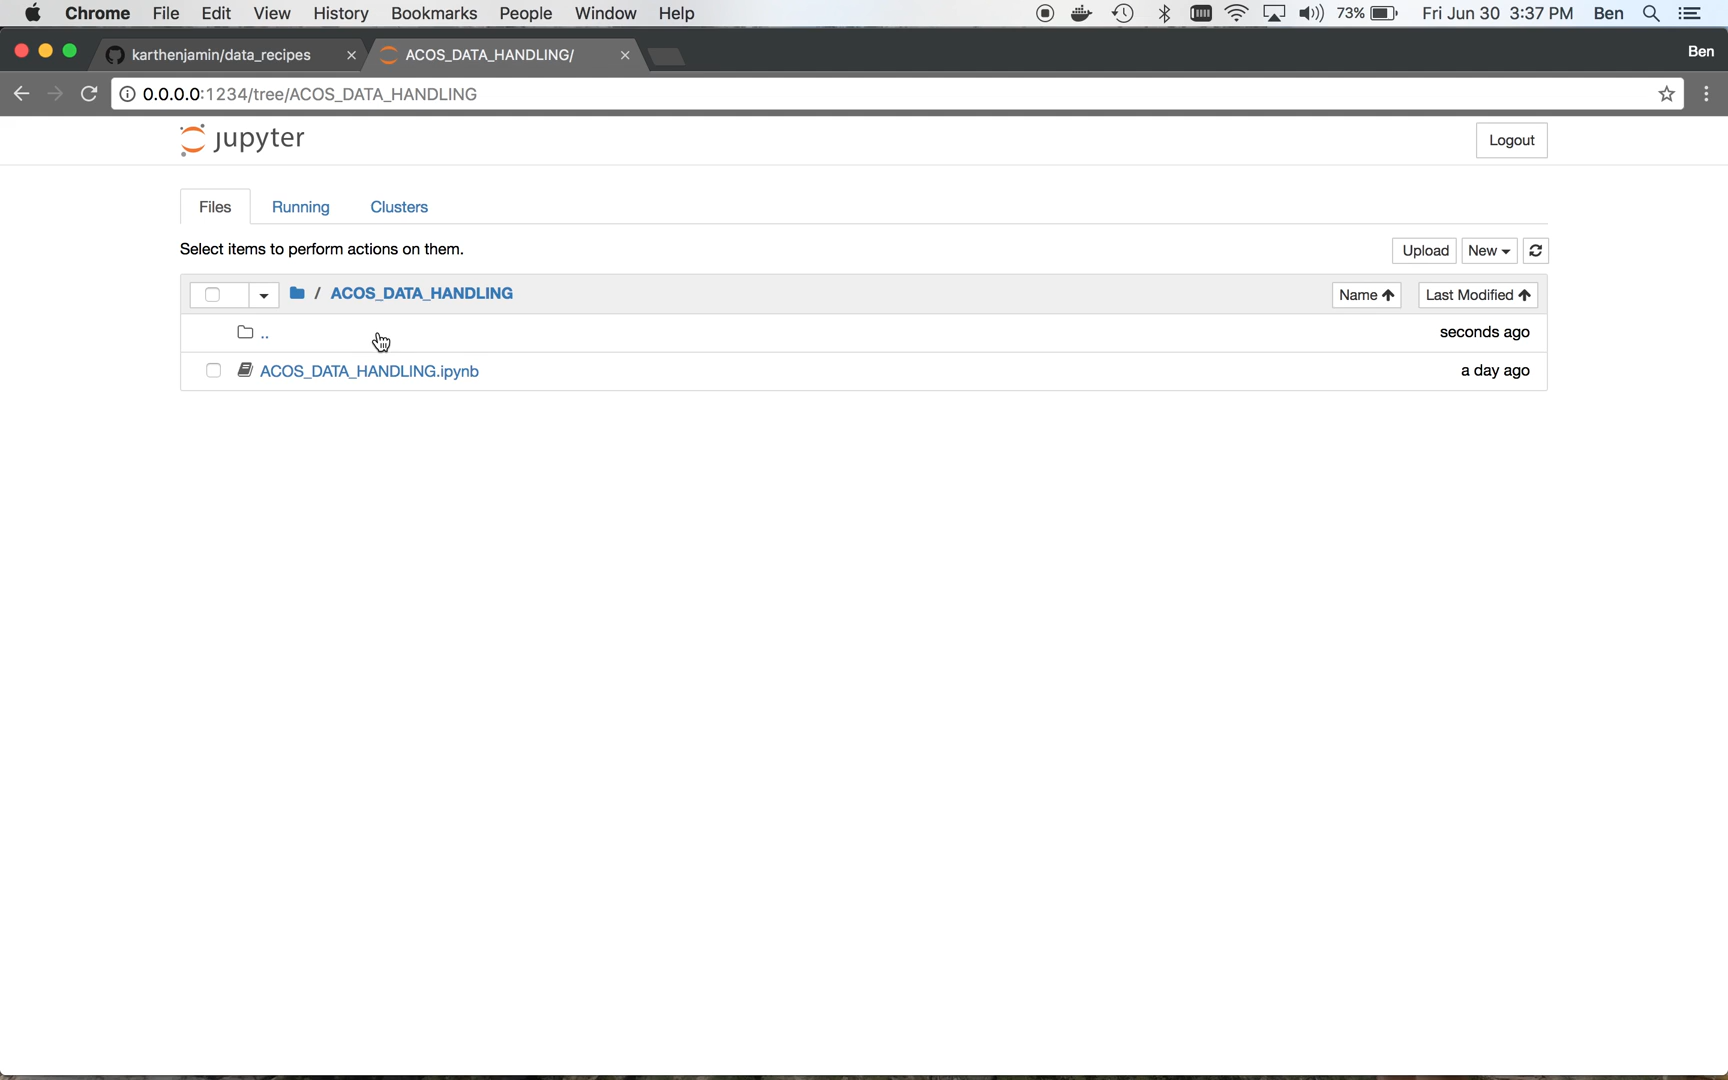 Chrome File Edit View History Bookmarks People Window Help 73% Fri Jun 30 3:37 PM Ben
karthenjamin/data_recipes ACOS_DATA_HANDLING/ Ben
0.0.0.0:1234/tree/ACOS_DATA_HANDLING
jupyter Logout
Files Running Clusters
Select items to perform actions on them. Upload New
/ ACOS_DATA_HANDLING Name Last Modified
.. seconds ago
ACOS_DATA_HANDLING.ipynb a day ago